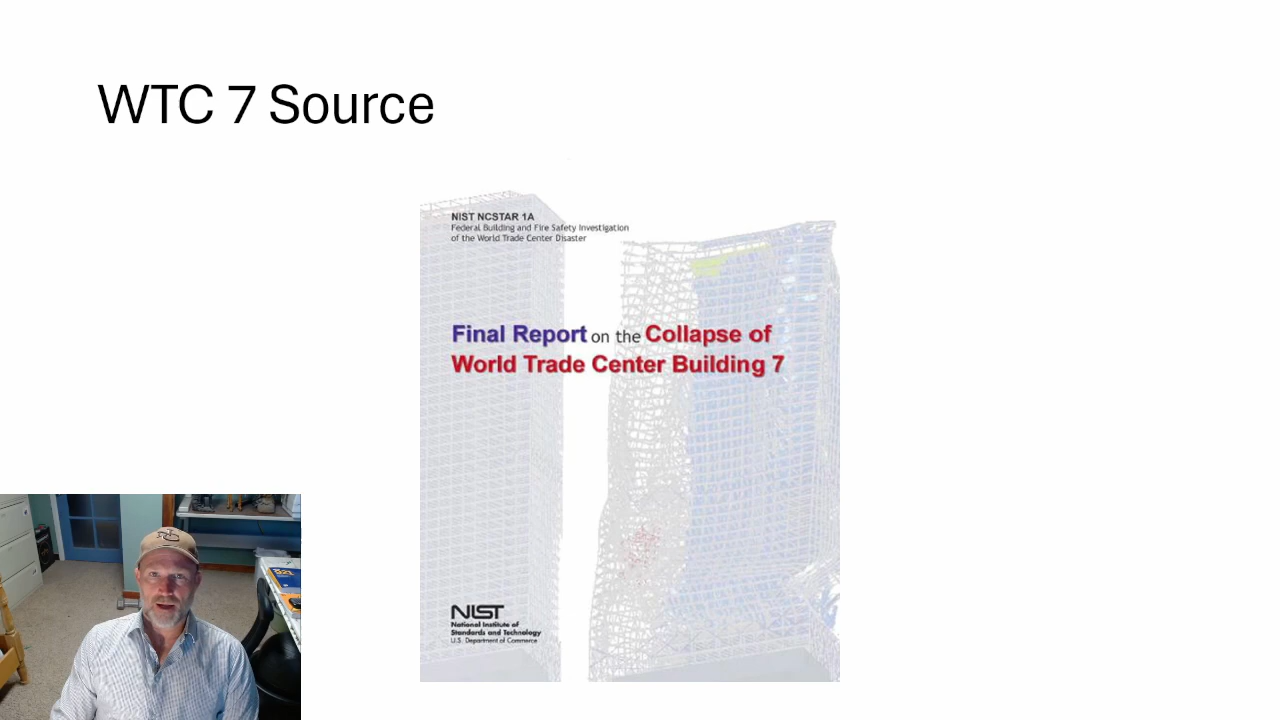 WTC 7 Source
NIST NCSTAR 1A
Federal Building and Fire Safety Investigation
of the World Trade Center Disaster
Final Report on the Collapse of
World Trade Center Building 7
NIST
National Institute of
Standards and Technology
U.S. Department of Commerce